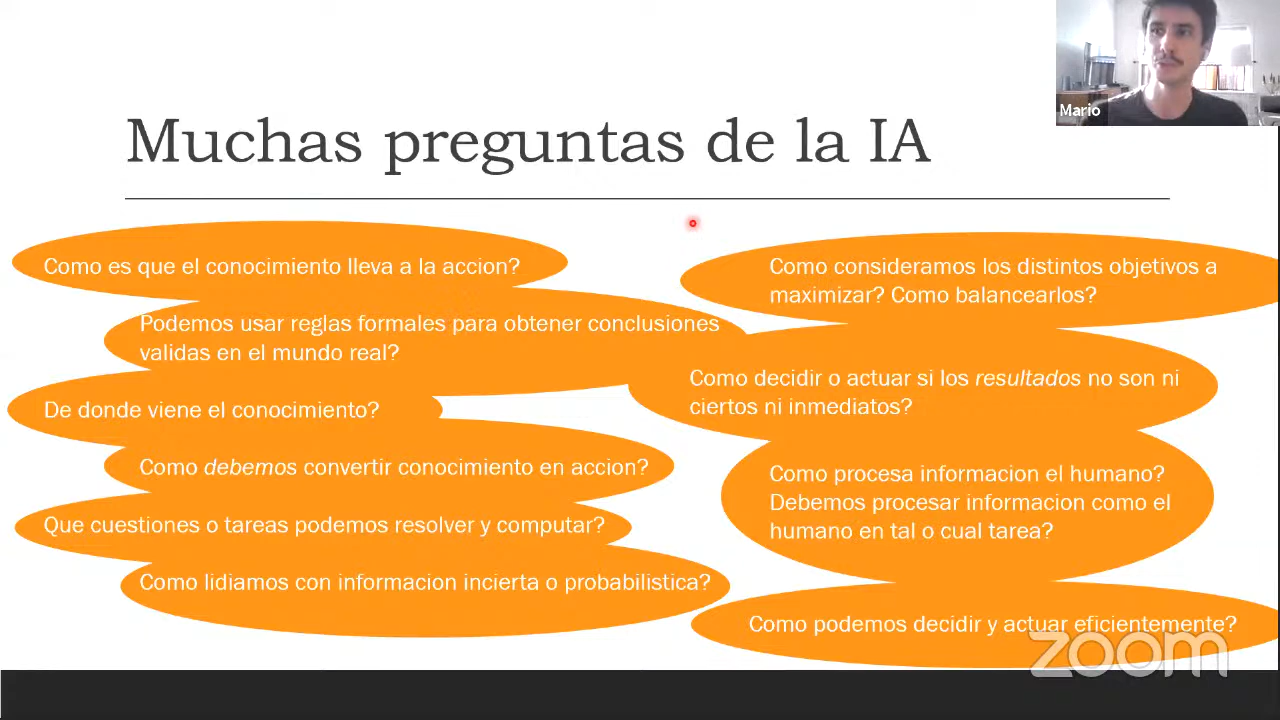 Mario
Muchas preguntas de la IA
Como es que el conocimiento lleva a la accion?
Podemos usar reglas formales para obtener conclusiones
validas en el mundo real?
De donde viene el conocimiento?
Como debemos convertir conocimiento en accion?
Que cuestiones o tareas podemos resolver y computar?
Como lidiamos con informacion incierta o probabilistica?
Como consideramos los distintos objetivos a
maximizar? Como balancearlos?
Como decidir o actuar si los resultados no son ni
ciertos ni inmediatos?
Como procesa informacion el humano?
Debemos procesar informacion como el
humano en tal o cual tarea?
Como podemos decidir y actuar eficientemente?
zoom